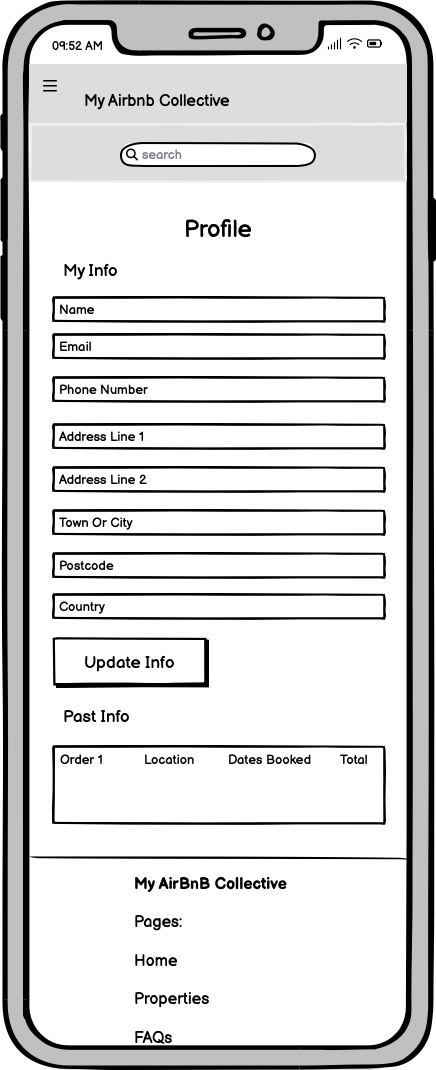 09:52 AM
My Airbnb Collective
search
Profile
My Info
Name
Email
Phone Number
Address Line 1
Address Line 2
Town Or City
Postcode
Country
Update Info
Past Info
Order 1 Location Dates Booked Total
My AirBnB Collective
Pages:
Home
Properties
FAQs